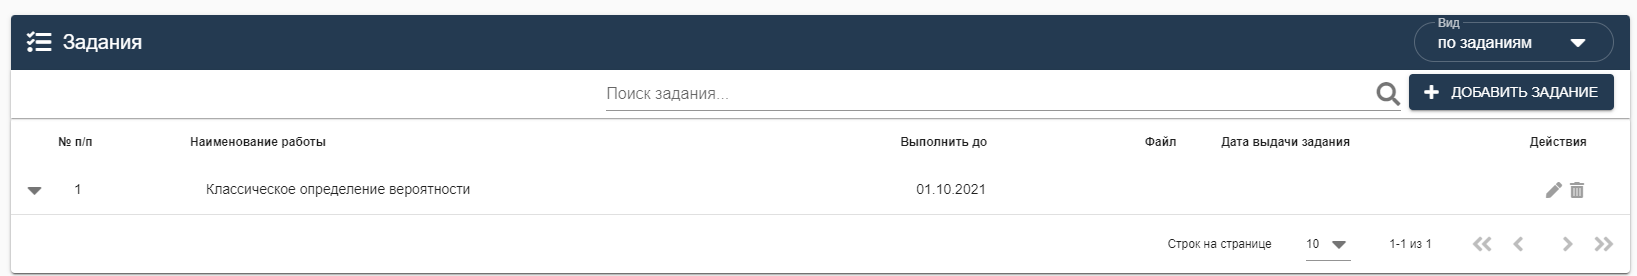 Задания
Вид
по заданиям
Поиск задания...
ДОБАВИТЬ ЗАДАНИЕ
№ п/п Наименование работы Выполнить до Файл Дата выдачи задания Действия
1 Классическое определение вероятности 01.10.2021
Строк на странице 10 1-1 из 1